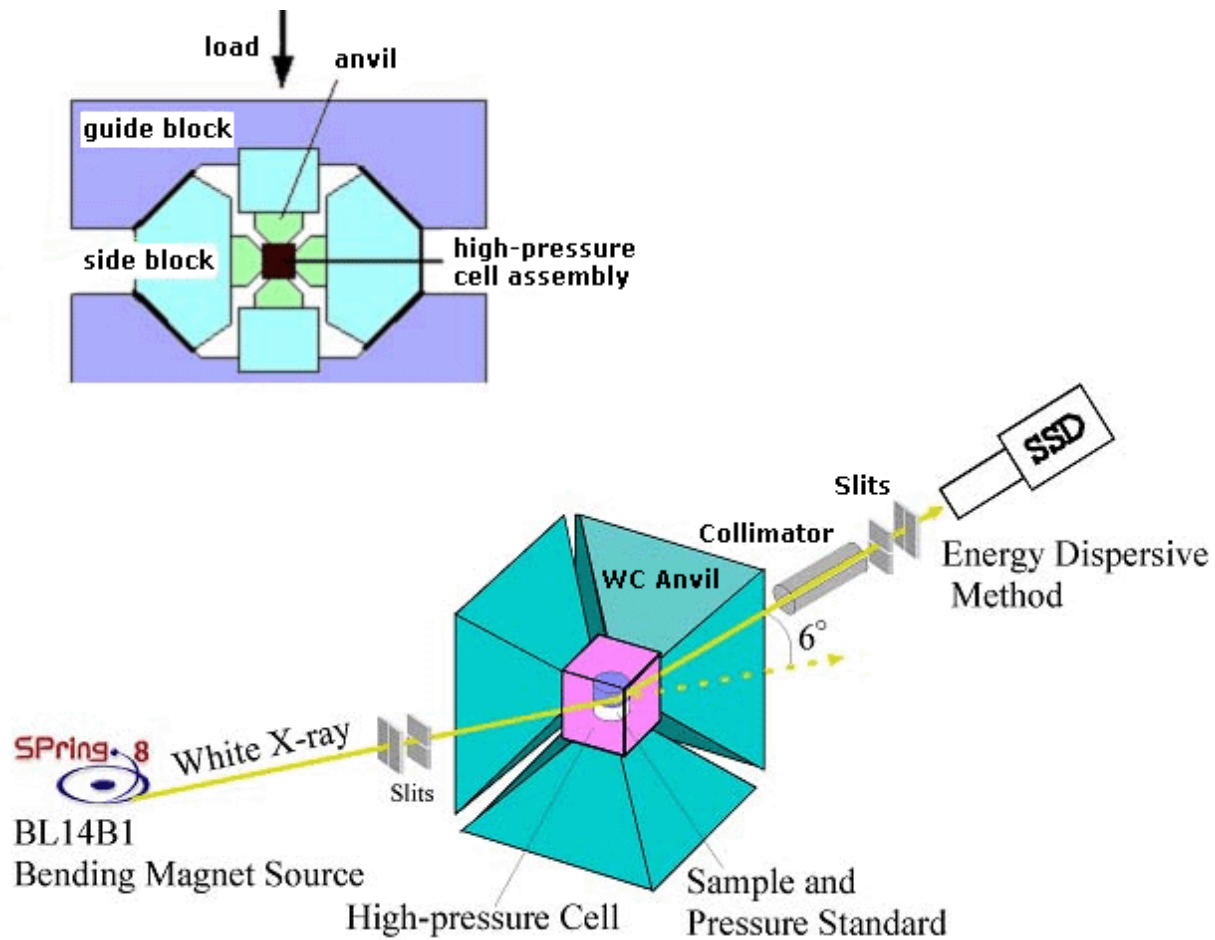 load
anvil
guide block
side block
high-pressure
cell assembly
SSD
Slits
Collimator
Energy Dispersive
Method
WC Anvil
6°
SPring. 8
White X-ray
Slits
BL14B1
Bending Magnet Source
High-pressure Cell
Sample and
Pressure Standard